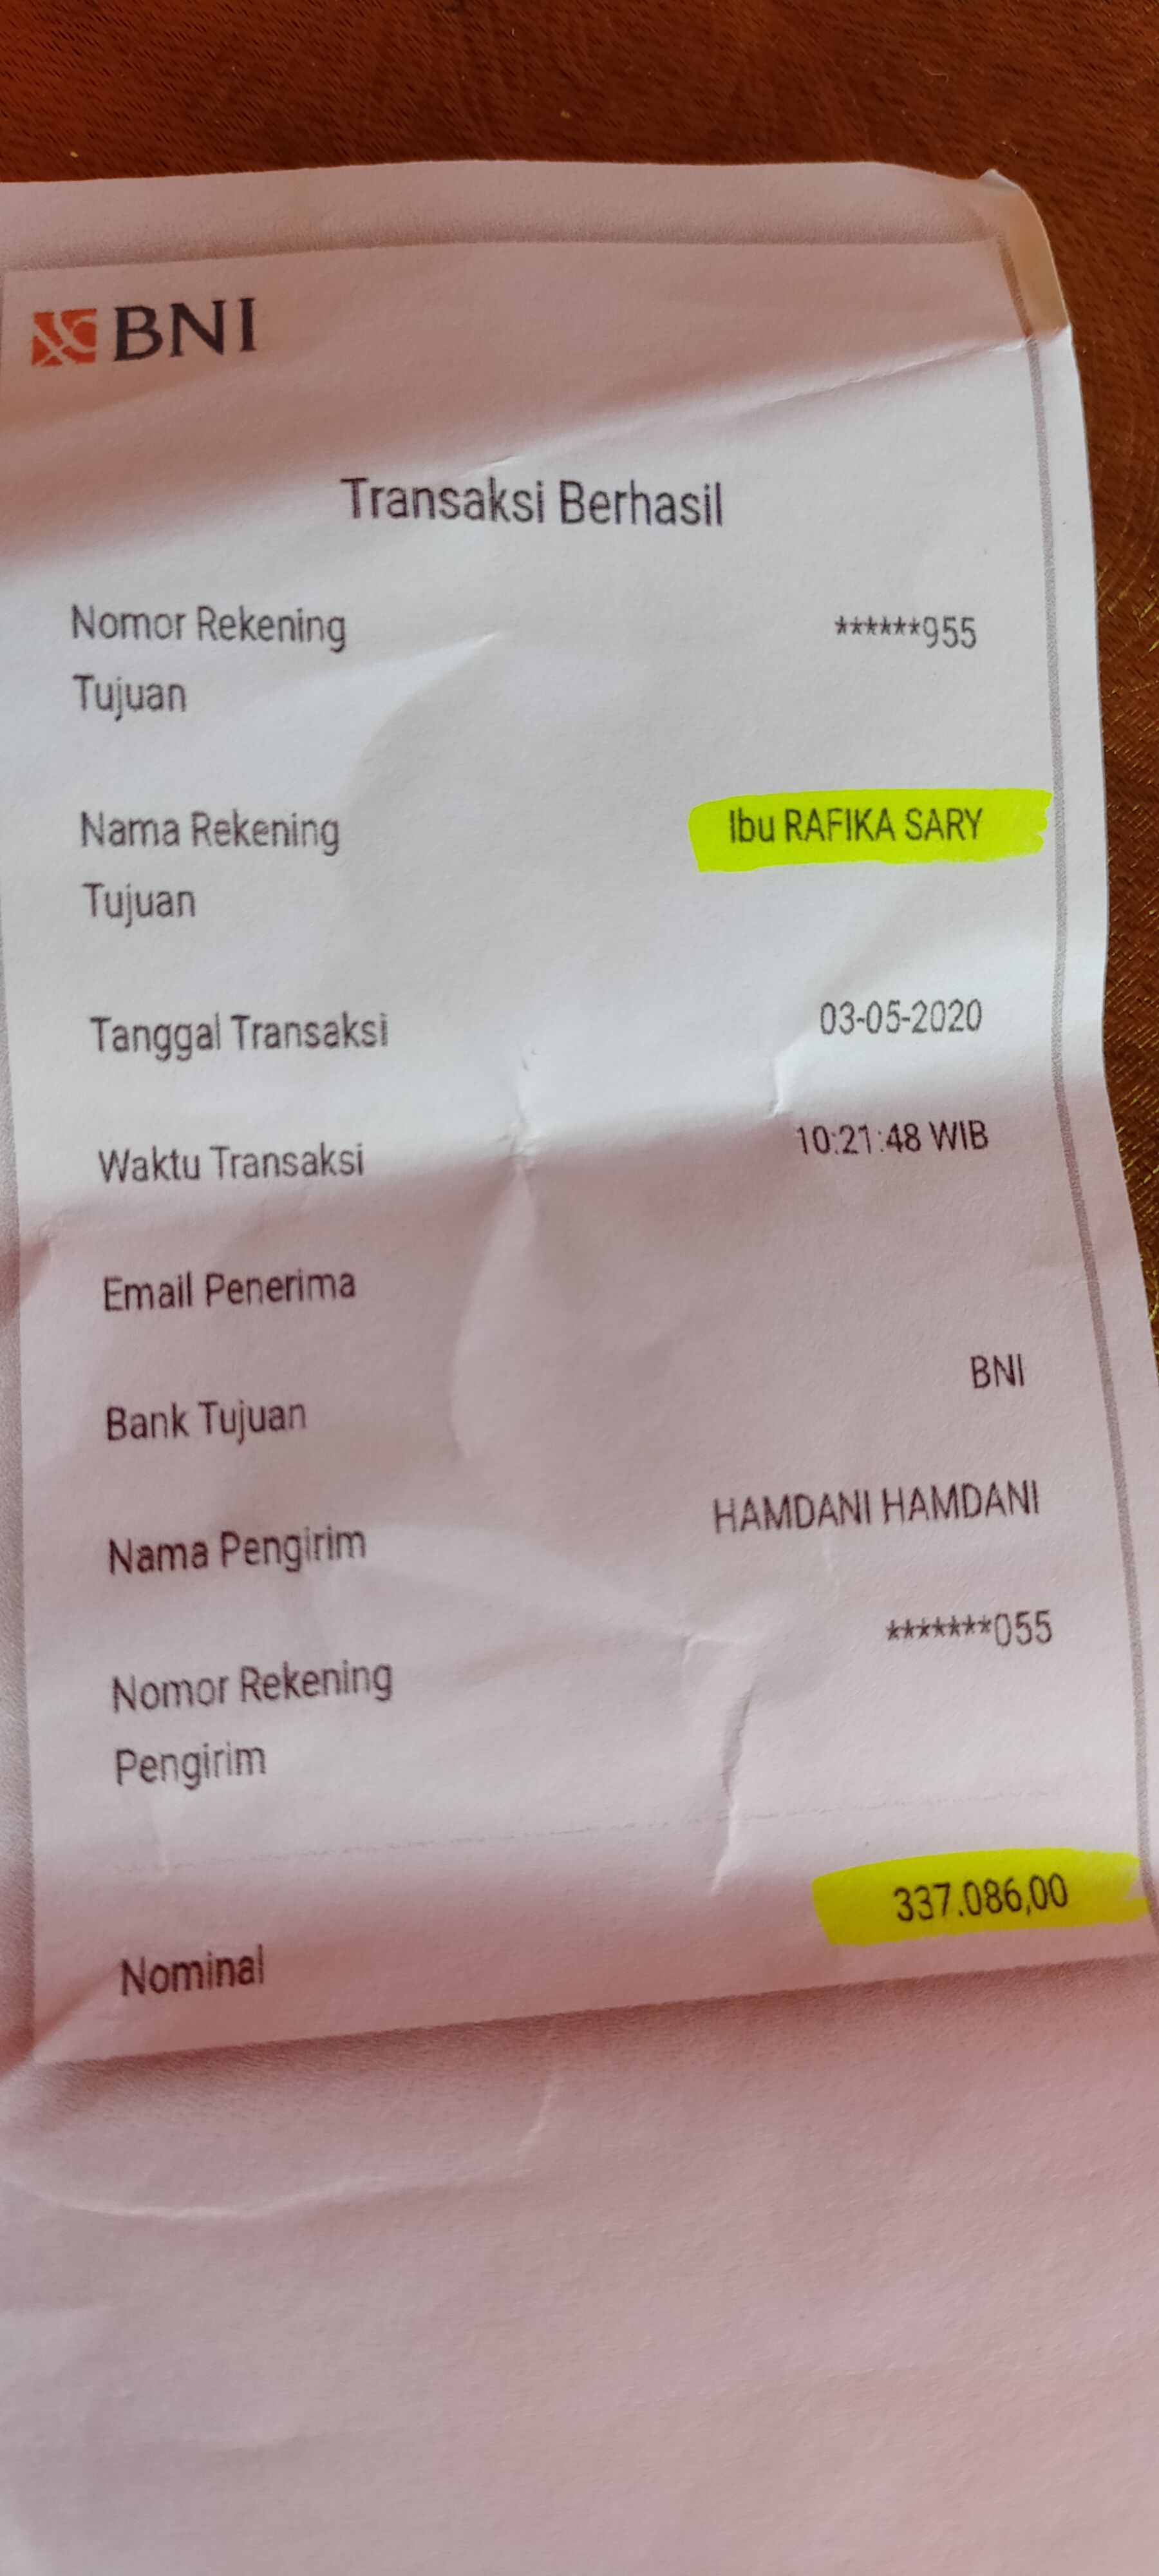 BNI
Transaksi Berhasil
Nomor Rekening ******955
Tujuan
Nama Rekening Ibu RAFIKA SARY
Tujuan
Tanggal Transaksi 03-05-2020
Waktu Transaksi 10:21:48 WIB
Email Penerima
Bank Tujuan BNI
Nama Pengirim HAMDANI HAMDANI
Nomor Rekening *******055
Pengirim
Nominal 337.086,00